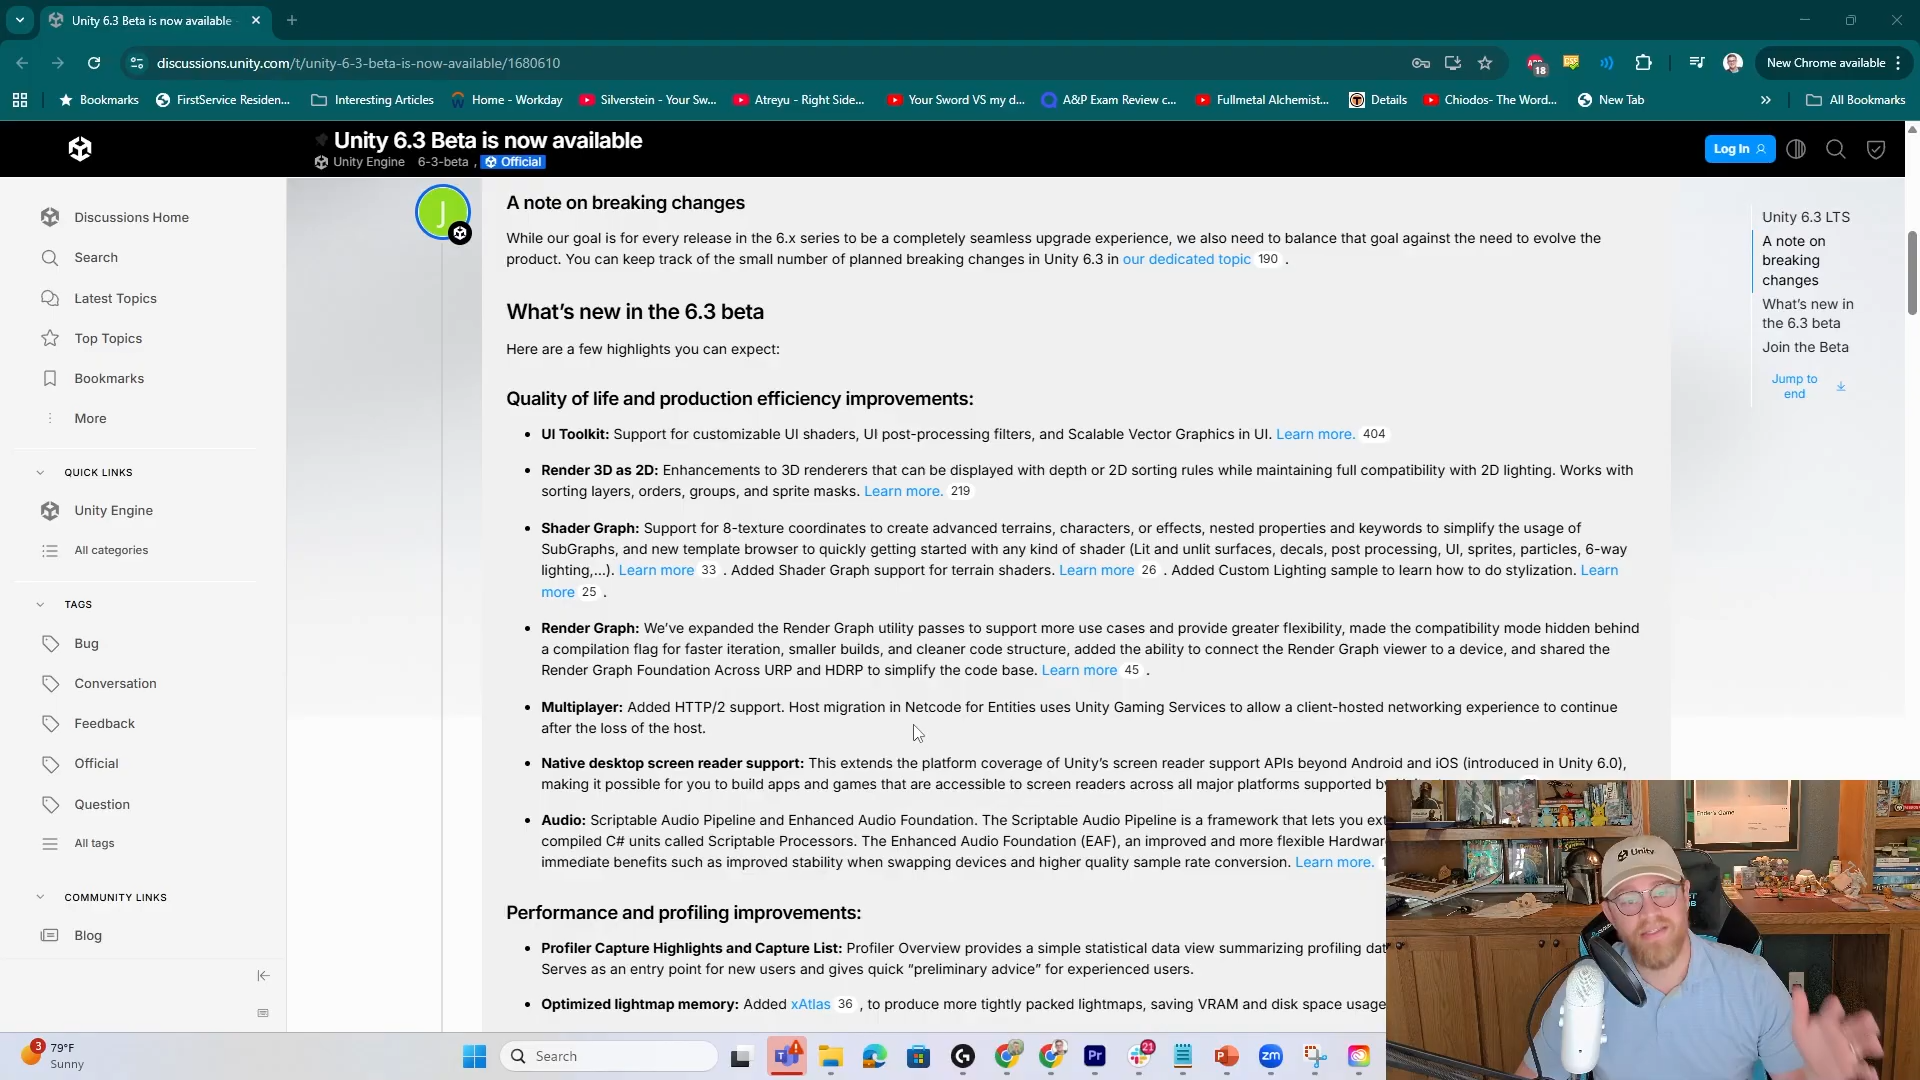 Unity 6.3 Beta is now available
discussions.unity.com/t/unity-6-3-beta-is-now-available/1680610
18
New Chrome available
Bookmarks
FirstService Residen...
Interesting Articles
Home - Workday
Silverstein - Your Sw...
Atreyu - Right Side...
Your Sword VS my d...
A&P Exam Review c...
Fullmetal Alchemist...
Details
Chiodos- The Word...
New Tab
All Bookmarks
Unity 6.3 Beta is now available
Unity Engine 6-3-beta , Official
Log In
Discussions Home
Search
Latest Topics
Top Topics
Bookmarks
More
QUICK LINKS
Unity Engine
All categories
TAGS
Bug
Conversation
Feedback
Official
Question
All tags
COMMUNITY LINKS
Blog
J
A note on breaking changes
While our goal is for every release in the 6.x series to be a completely seamless upgrade experience, we also need to balance that goal against the need to evolve the
product. You can keep track of the small number of planned breaking changes in Unity 6.3 in our dedicated topic 190 .
What's new in the 6.3 beta
Here are a few highlights you can expect:
Quality of life and production efficiency improvements:
• UI Toolkit: Support for customizable UI shaders, UI post-processing filters, and Scalable Vector Graphics in UI. Learn more. 404
• Render 3D as 2D: Enhancements to 3D renderers that can be displayed with depth or 2D sorting rules while maintaining full compatibility with 2D lighting. Works with
sorting layers, orders, groups, and sprite masks. Learn more. 219
• Shader Graph: Support for 8-texture coordinates to create advanced terrains, characters, or effects, nested properties and keywords to simplify the usage of
SubGraphs, and new template browser to quickly getting started with any kind of shader (Lit and unlit surfaces, decals, post processing, UI, sprites, particles, 6-way
lighting,...). Learn more 33 . Added Shader Graph support for terrain shaders. Learn more 26 . Added Custom Lighting sample to learn how to do stylization. Learn
more 25 .
• Render Graph: We've expanded the Render Graph utility passes to support more use cases and provide greater flexibility, made the compatibility mode hidden behind
a compilation flag for faster iteration, smaller builds, and cleaner code structure, added the ability to connect the Render Graph viewer to a device, and shared the
Render Graph Foundation Across URP and HDRP to simplify the code base. Learn more 45 .
• Multiplayer: Added HTTP/2 support. Host migration in Netcode for Entities uses Unity Gaming Services to allow a client-hosted networking experience to continue
after the loss of the host.
• Native desktop screen reader support: This extends the platform coverage of Unity's screen reader support APIs beyond Android and iOS (introduced in Unity 6.0),
making it possible for you to build apps and games that are accessible to screen readers across all major platforms supported by
• Audio: Scriptable Audio Pipeline and Enhanced Audio Foundation. The Scriptable Audio Pipeline is a framework that lets you ext
compiled C# units called Scriptable Processors. The Enhanced Audio Foundation (EAF), an improved and more flexible Hardwar
immediate benefits such as improved stability when swapping devices and higher quality sample rate conversion. Learn more.
Performance and profiling improvements:
• Profiler Capture Highlights and Capture List: Profiler Overview provides a simple statistical data view summarizing profiling dat
Serves as an entry point for new users and gives quick "preliminary advice" for experienced users.
• Optimized lightmap memory: Added xAtlas 36 , to produce more tightly packed lightmaps, saving VRAM and disk space usage
Unity 6.3 LTS
A note on
breaking
changes
What's new in
the 6.3 beta
Join the Beta
Jump to
end
Ender's Game
Unity
3
79°F
Sunny
Search
21
Pr
zm